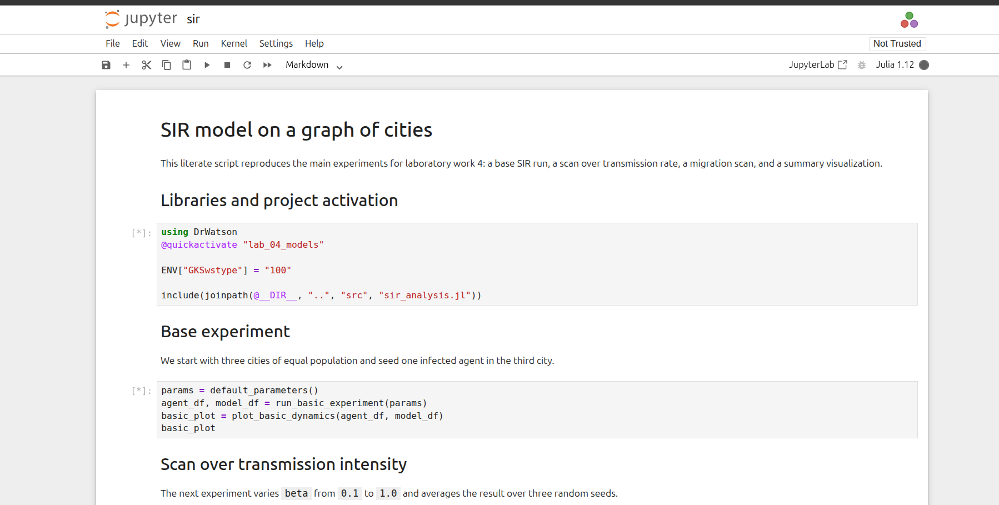 jupyter sir
File Edit View Run Kernel Settings Help
Not Trusted
Markdown
JupyterLab
Julia 1.12
SIR model on a graph of cities
This literate script reproduces the main experiments for laboratory work 4: a base SIR run, a scan over transmission rate, a migration scan, and a summary visualization.
Libraries and project activation
[*]:
using DrWatson
@quickactivate "lab_04_models"
ENV["GKSwstype"] = "100"
include(joinpath(@__DIR__, "..", "src", "sir_analysis.jl"))
Base experiment
We start with three cities of equal population and seed one infected agent in the third city.
[*]:
params = default_parameters()
agent_df, model_df = run_basic_experiment(params)
basic_plot = plot_basic_dynamics(agent_df, model_df)
basic_plot
Scan over transmission intensity
The next experiment varies beta from 0.1 to 1.0 and averages the result over three random seeds.